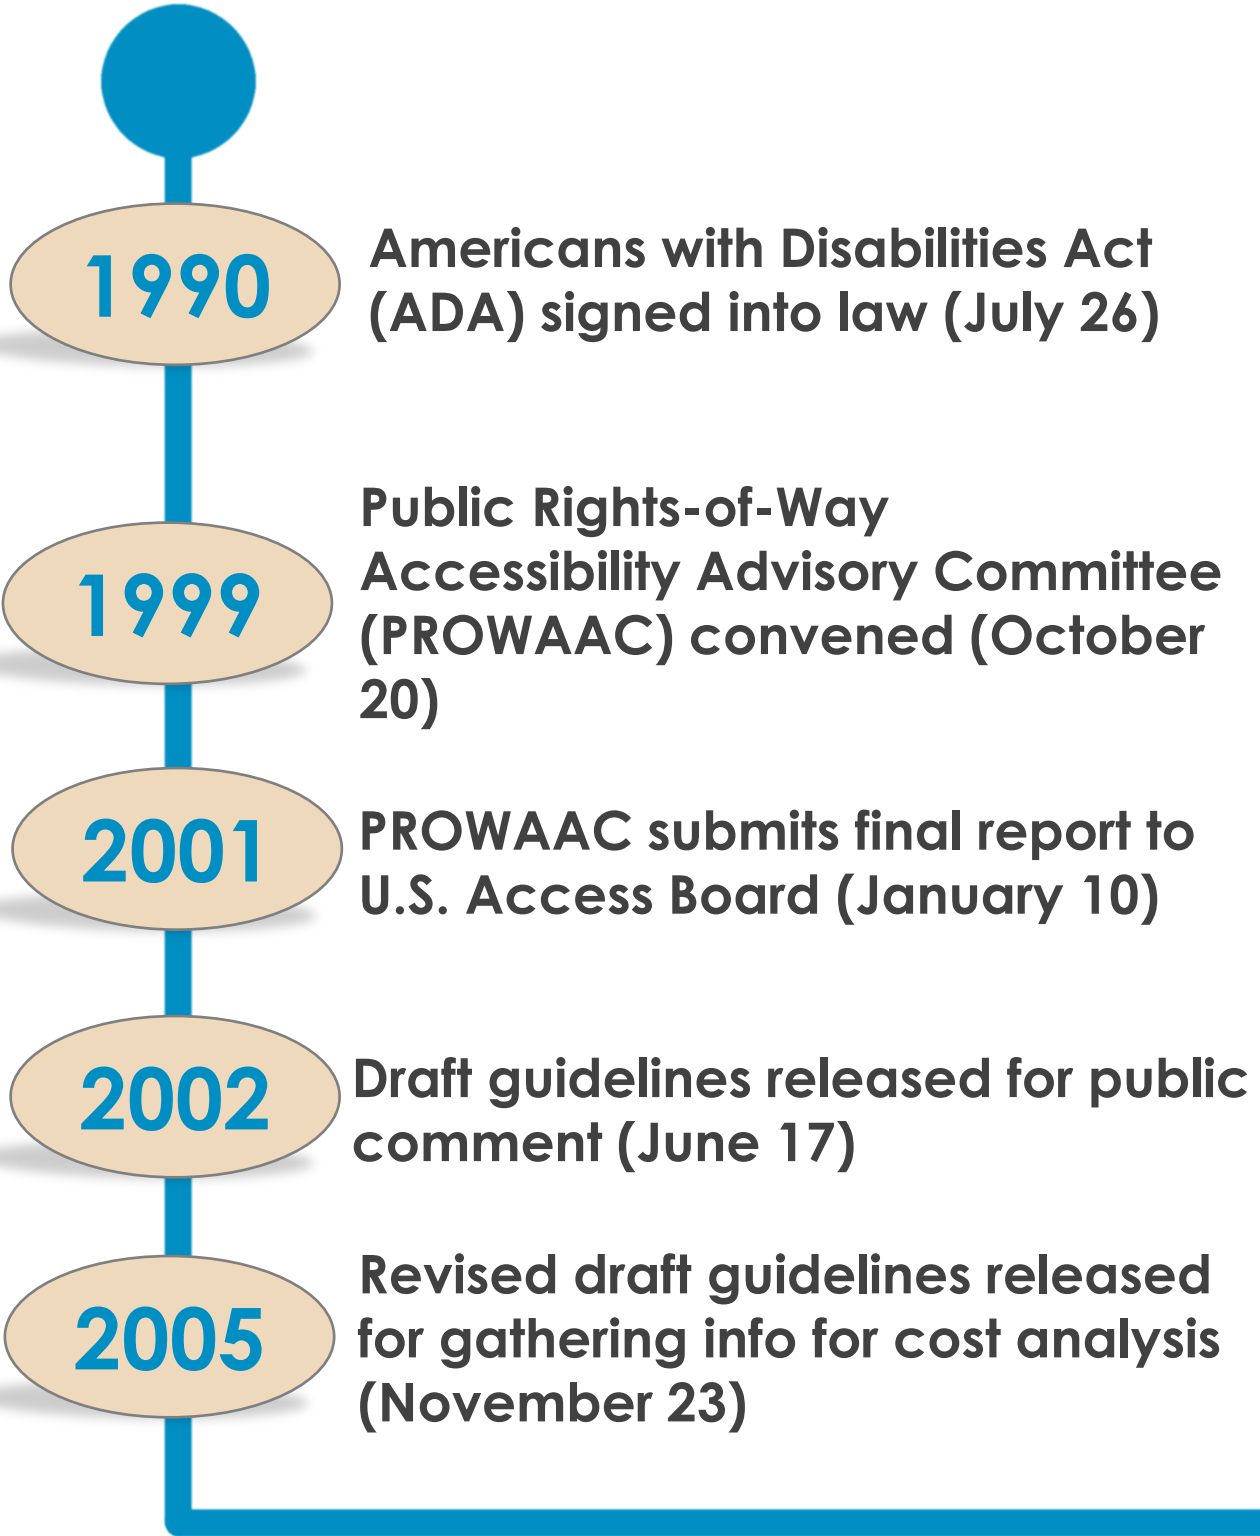 1990
Americans with Disabilities Act
(ADA) signed into law (July 26)
1999
Public Rights-of-Way
Accessibility Advisory Committee
(PROWAAC) convened (October
20)
2001
PROWAAC submits final report to
U.S. Access Board (January 10)
2002
Draft guidelines released for public
comment (June 17)
2005
Revised draft guidelines released
for gathering info for cost analysis
(November 23)